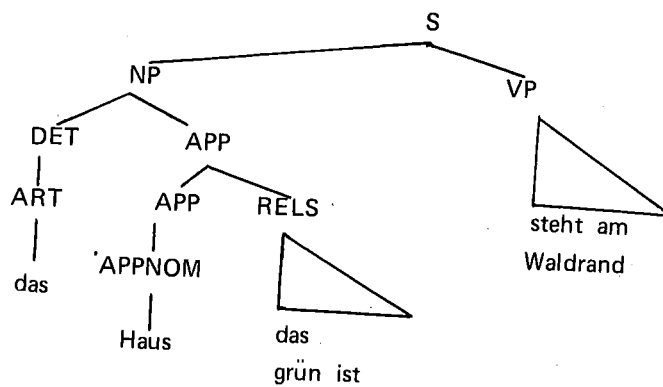 S
NP VP
DET APP
ART APP RELS
das APPNOM steht am
Waldrand
Haus das
grün ist